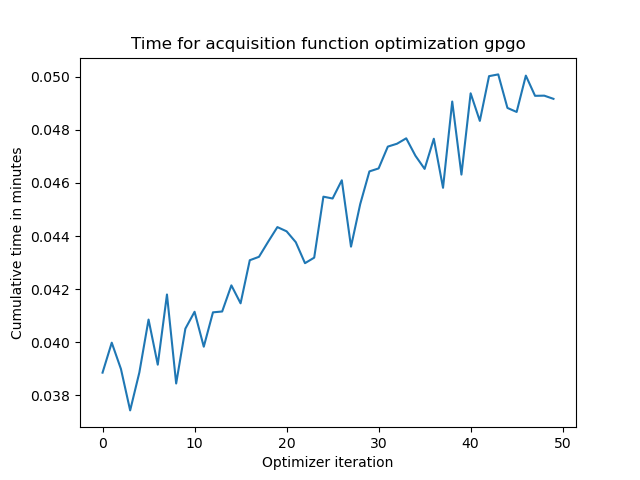 Time for acquisition function optimization gpgo
0.050
0.048
0.046
0.044
0.042
0.040
0.038
Cumulative time in minutes
0 10 20 30 40 50
Optimizer iteration